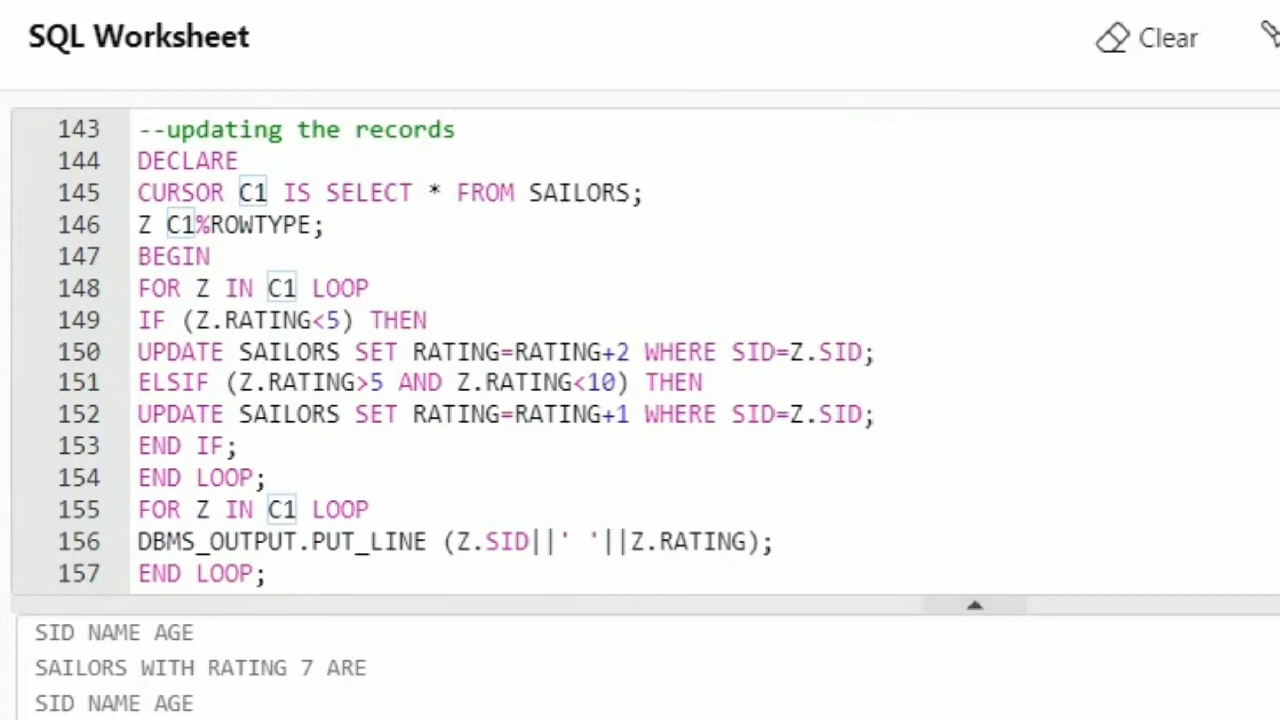 SQL Worksheet
Clear
143 --updating the records
144 DECLARE
145 CURSOR C1 IS SELECT * FROM SAILORS;
146 Z C1%ROWTYPE;
147 BEGIN
148 FOR Z IN C1 LOOP
149 IF (Z.RATING<5) THEN
150 UPDATE SAILORS SET RATING=RATING+2 WHERE SID=Z.SID;
151 ELSIF (Z.RATING>5 AND Z.RATING<10) THEN
152 UPDATE SAILORS SET RATING=RATING+1 WHERE SID=Z.SID;
153 END IF;
154 END LOOP;
155 FOR Z IN C1 LOOP
156 DBMS_OUTPUT.PUT_LINE (Z.SID||' '||Z.RATING);
157 END LOOP;
SID NAME AGE
SAILORS WITH RATING 7 ARE
SID NAME AGE